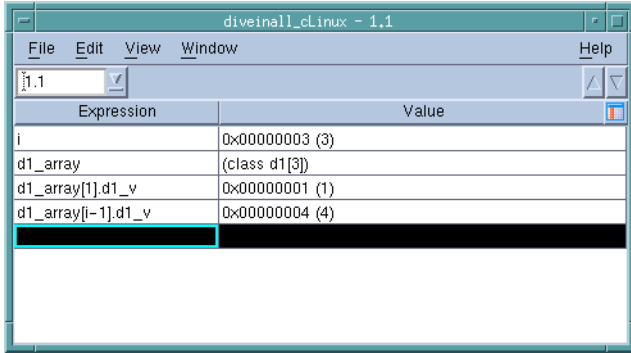 diveinall_cLinux - 1.1
File Edit View Window Help
1.1
Expression Value
i 0x00000003 (3)
d1_array (class d1[3])
d1_array[1].d1_v 0x00000001 (1)
d1_array[i-1].d1_v 0x00000004 (4)